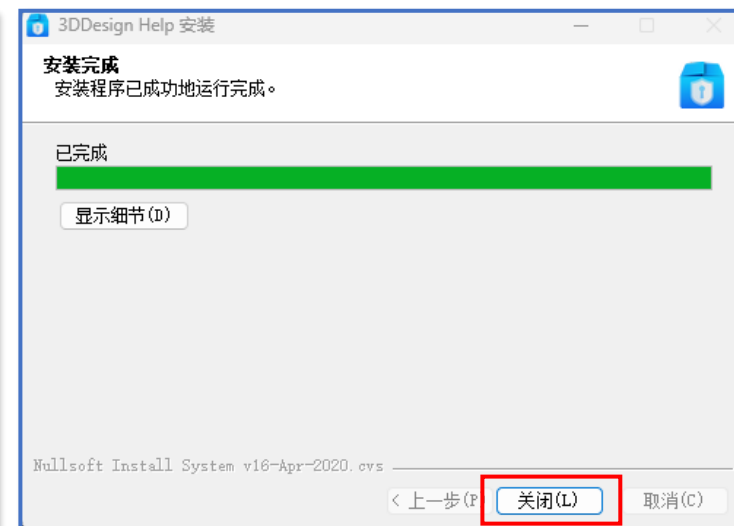 3DDesign Help 安装
安装完成
安装程序已成功地运行完成。
已完成
显示细节(D)
Nullsoft Install System v16-Apr-2020.cvs
< 上一步(P
关闭(L)
取消(C)